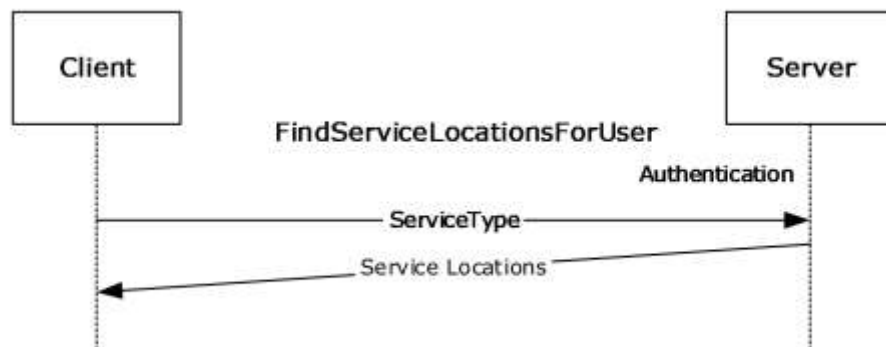 Client
Server
FindServiceLocationsForUser
Authentication
ServiceType
Service Locations